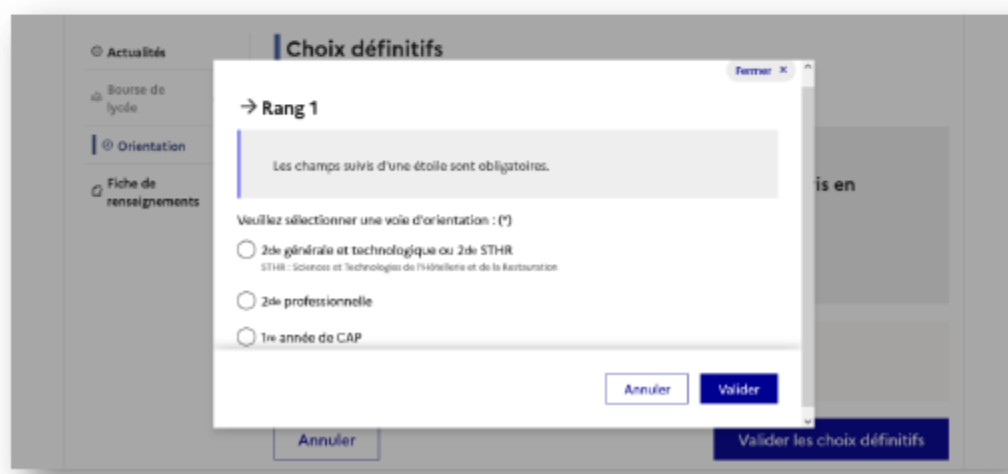 Actualités
Bourse de
lycée
Orientation
Fiche de
renseignements
Choix définitifs
is en
Fermer ×
→ Rang 1
Les champs suivis d'une étoile sont obligatoires.
Veuillez sélectionner une voie d'orientation : (*)
2de générale et technologique ou 2de STHR
STHR : Sciences et Technologies de l'Hôtellerie et de la Restauration
2de professionnelle
1re année de CAP
Annuler
Valider
Annuler
Valider les choix définitifs